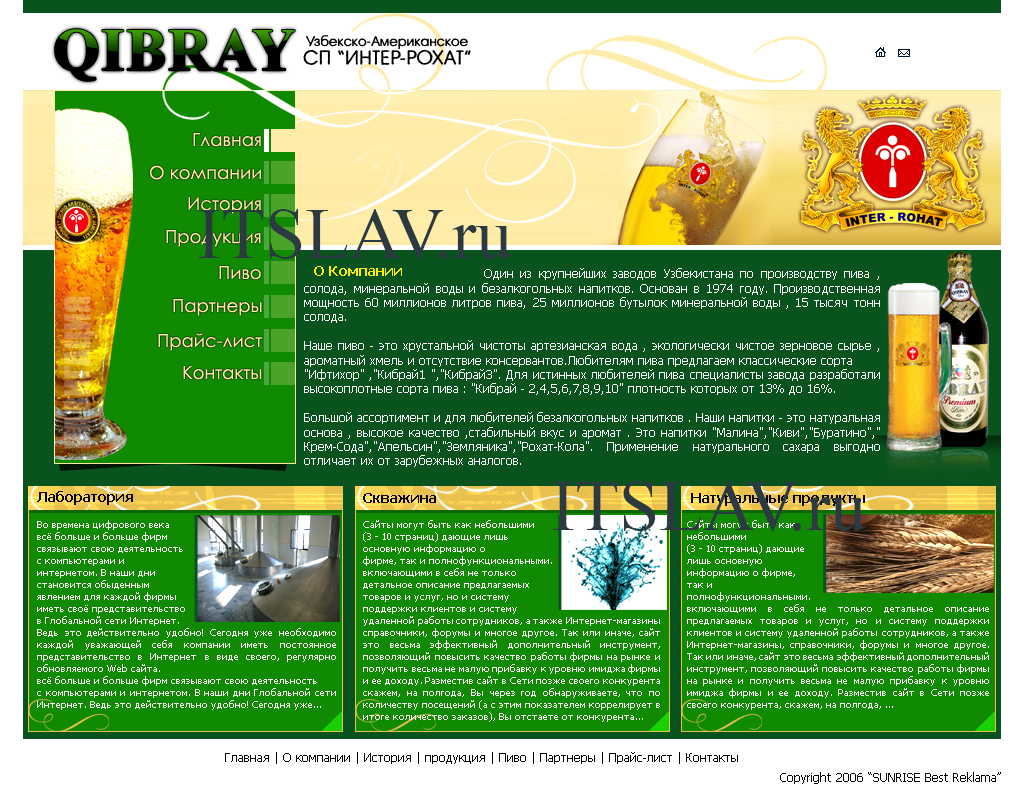 QIBRAY
Узбекско-Американское
СП "ИНТЕР-РОХАТ"
Главная
О компании
История
Продукция
Пиво
Партнеры
Прайс-лист
Контакты
INTER - ROHAT
INTER - ROHAT
ITSLAV.ru
О Компании
Один из крупнейших заводов Узбекистана по производству пива ,
солода, минеральной воды и безалкогольных напитков. Основан в 1974 году. Производственная
мощность 60 миллионов литров пива, 25 миллионов бутылок минеральной воды , 15 тысяч тонн
солода.
Наше пиво - это хрустальной чистоты артезианская вода , экологически чистое зерновое сырье ,
ароматный хмель и отсутствие консервантов.Любителям пива предлагаем классические сорта
"Ифтихор" ,"Кибрай1 ","Кибрай3". Для истинных любителей пива специалисты завода разработали
высокоплотные сорта пива : "Кибрай - 2,4,5,6,7,8,9,10" плотность которых от 13% до 16%.
Большой ассортимент и для любителей безалкогольных напитков . Наши напитки - это натуральная
основа , высокое качество ,стабильный вкус и аромат . Это напитки "Малина","Киви","Буратино","
Крем-Сода","Апельсин","Земляника","Рохат-Кола". Применение натурального сахара выгодно
отличает их от зарубежных аналогов.
QIBRAY
Premium
Лаборатория
Во времена цифрового века
всё больше и больше фирм
связывают свою деятельность
с компьютерами и
интернетом. В наши дни
становится обыденным
явлением для каждой фирмы
иметь своё представительство
в Глобальной сети Интернет.
Ведь это действительно удобно! Сегодня уже необходимо
каждой уважающей себя компании иметь постоянное
представительство в Интернет в виде своего, регулярно
обновляемого Web сайта.
всё больше и больше фирм связывают свою деятельность
с компьютерами и интернетом. В наши дни Глобальной сети
Интернет. Ведь это действительно удобно! Сегодня уже...
Скважина
Сайты могут быть как небольшими
(3 - 10 страниц) дающие лишь
основную информацию о
фирме, так и полнофункциональными.
включающими в себя не только
детальное описание предлагаемых
товаров и услуг, но и систему
поддержки клиентов и систему
удаленной работы сотрудников, а также Интернет-магазины
справочники, форумы и многое другое. Так или иначе, сайт
это весьма эффективный дополнительный инструмент,
позволяющий повысить качество работы фирмы на рынке и
получить весьма не малую прибавку к уровню имиджа фирмы
и ее доходу. Разместив сайт в Сети позже своего конкурента
скажем, на полгода, Вы через год обнаруживаете, что по
количеству посещений (а с этим показателем коррелирует в
итоге количество заказов), Вы отстаете от конкурента...
ITSLAV.ru
Натуральные продукты
Сайты могут быть как
небольшими
(3 - 10 страниц) дающие
лишь основную
информацию о фирме,
так и
полнофункциональными.
включающими в себя не только детальное описание
предлагаемых товаров и услуг, но и систему поддержки
клиентов и систему удаленной работы сотрудников, а также
Интернет-магазины, справочники, форумы и многое другое.
Так или иначе, сайт это весьма эффективный дополнительный
инструмент, позволяющий повысить качество работы фирмы
на рынке и получить весьма не малую прибавку к уровню
имиджа фирмы и ее доходу. Разместив сайт в Сети позже
своего конкурента, скажем, на полгода, ...
Главная | О компании | История | продукция | Пиво | Партнеры | Прайс-лист | Контакты
Copyright 2006 "SUNRISE Best Reklama"